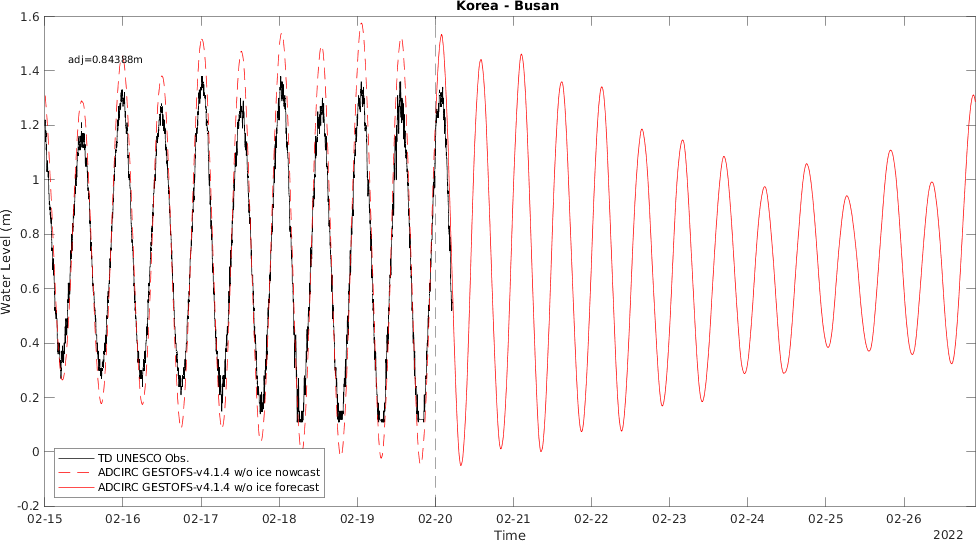 Korea - Busan
1.6
1.4
1.2
1
0.8
0.6
0.4
0.2
0
-0.2
Water Level (m)
adj=0.84388m
TD UNESCO Obs.
ADCIRC GESTOFS-v4.1.4 w/o ice nowcast
ADCIRC GESTOFS-v4.1.4 w/o ice forecast
02-15 02-16 02-17 02-18 02-19 02-20 02-21 02-22 02-23 02-24 02-25 02-26
Time
2022